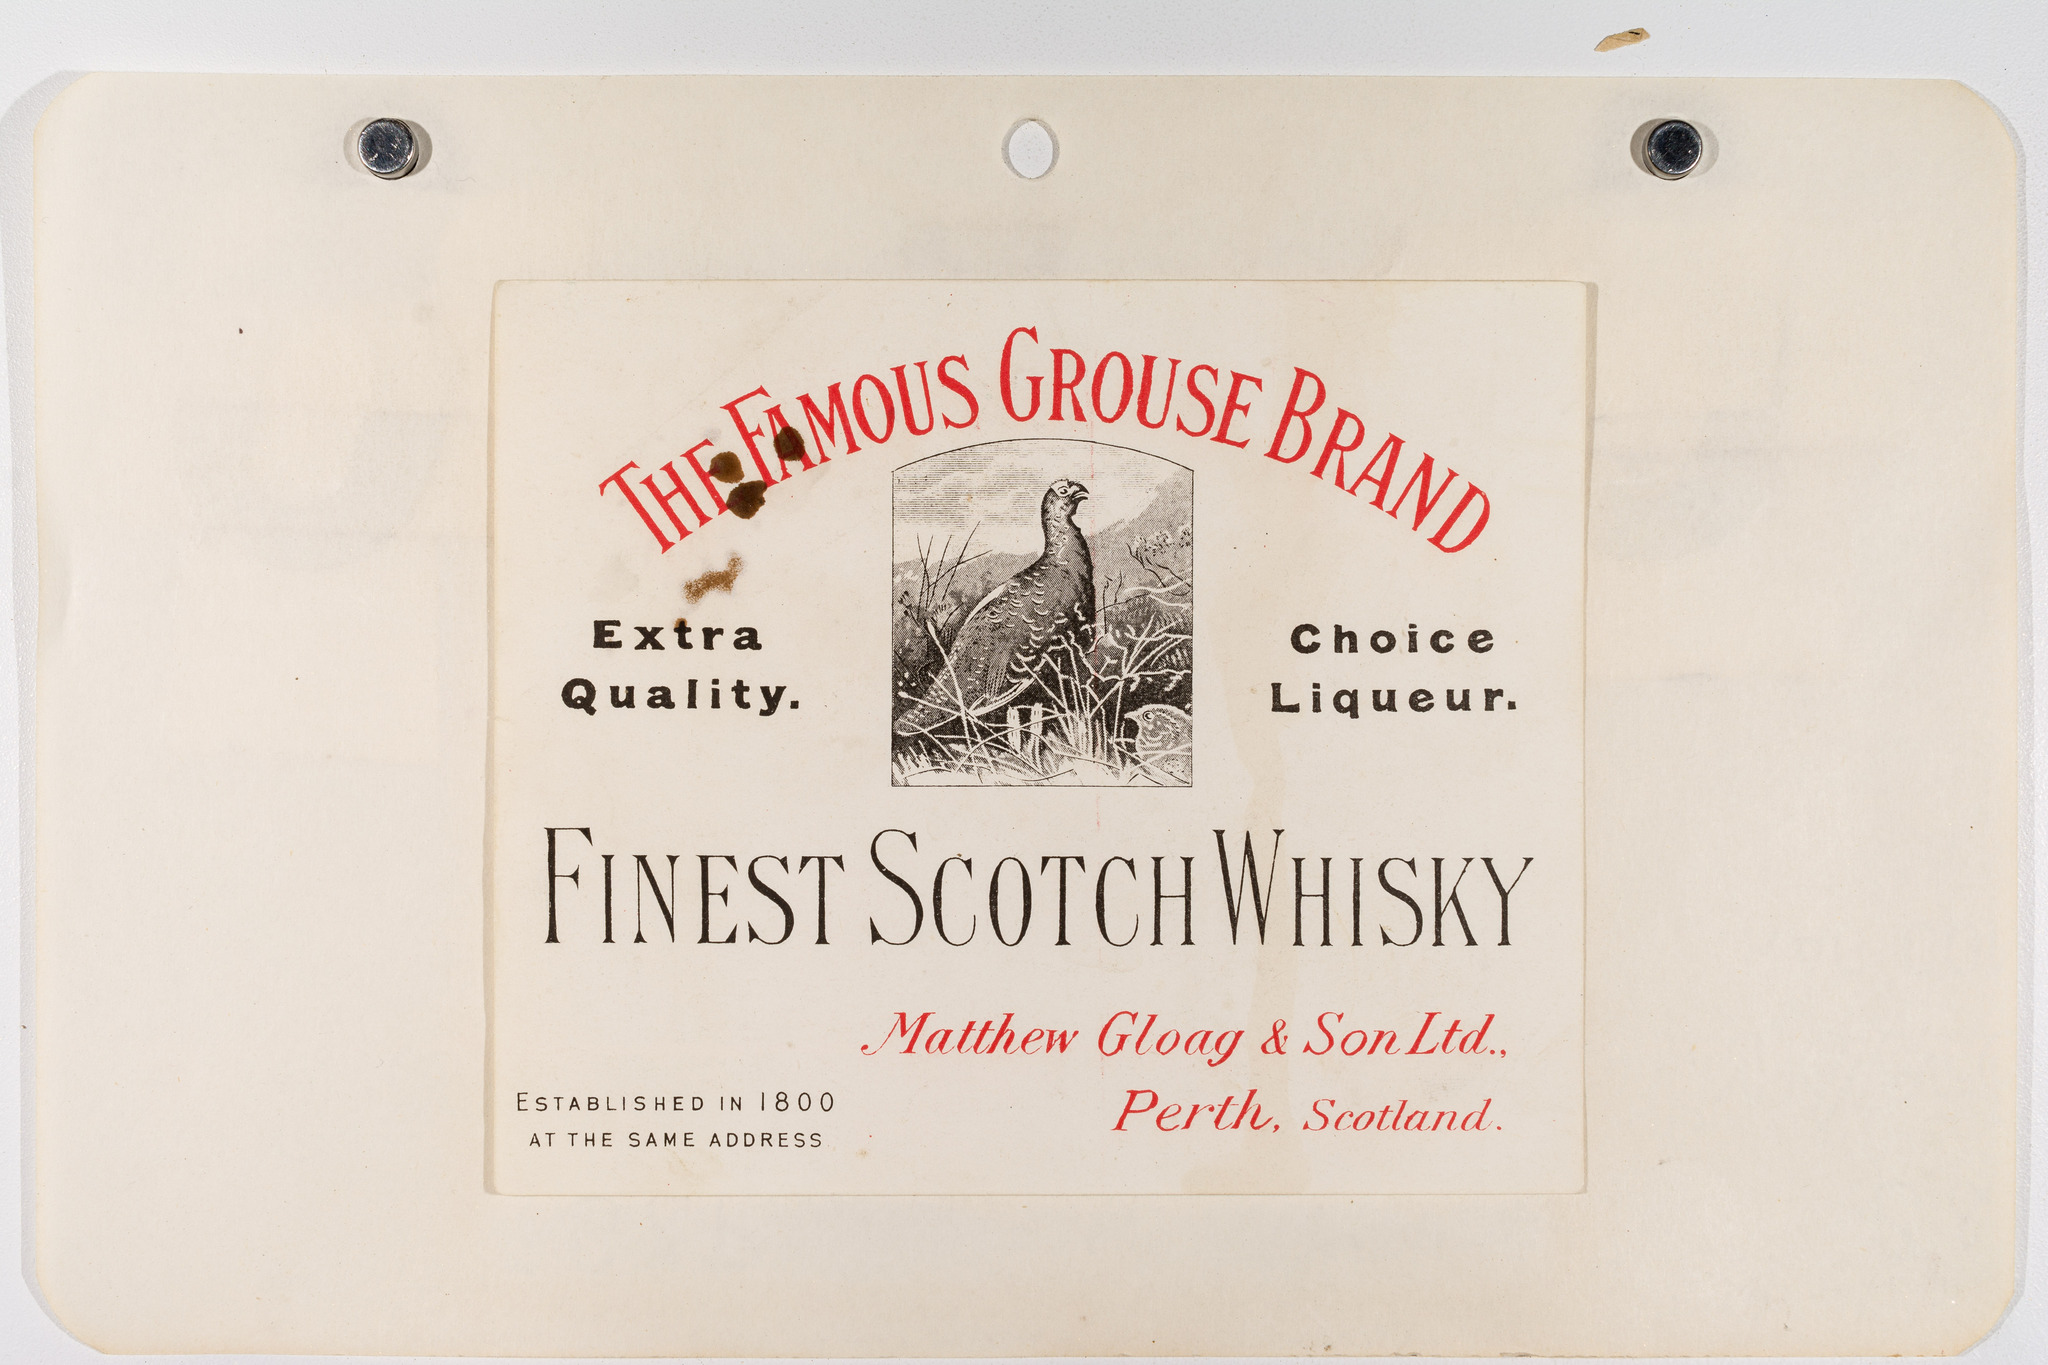 THE FAMOUS GROUSE BRAND
Extra
Quality.
Choice
Liqueur.
FINEST SCOTCH WHISKY
Matthew Gloag & Son Ltd.,
Perth, Scotland.
ESTABLISHED IN 1800
AT THE SAME ADDRESS